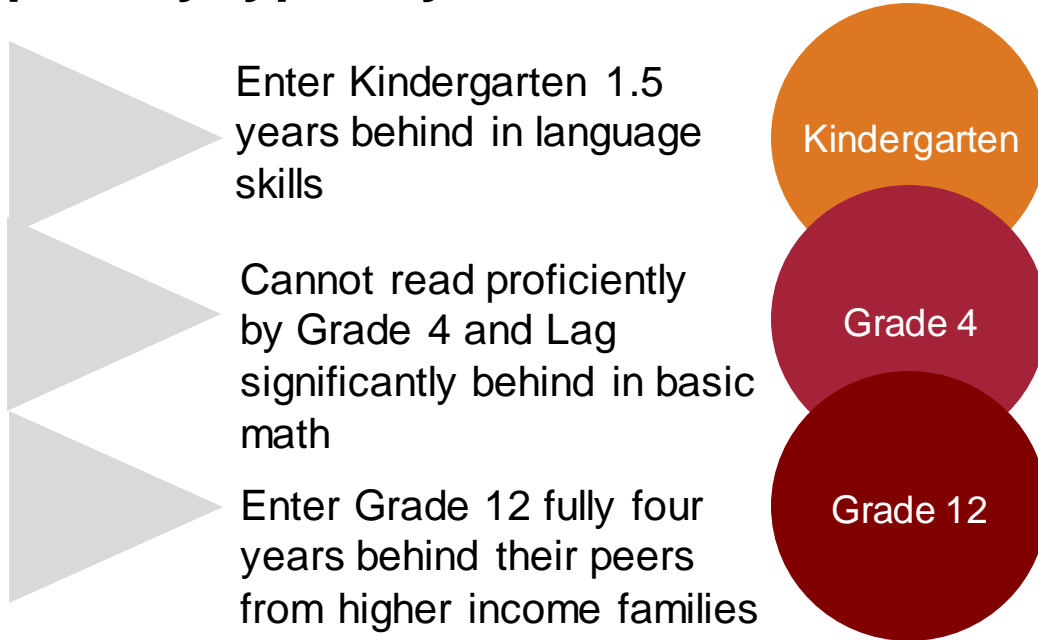 Enter Kindergarten 1.5
years behind in language
skills
Kindergarten
Cannot read proficiently
by Grade 4 and Lag
significantly behind in basic
math
Grade 4
Enter Grade 12 fully four
years behind their peers
from higher income families
Grade 12